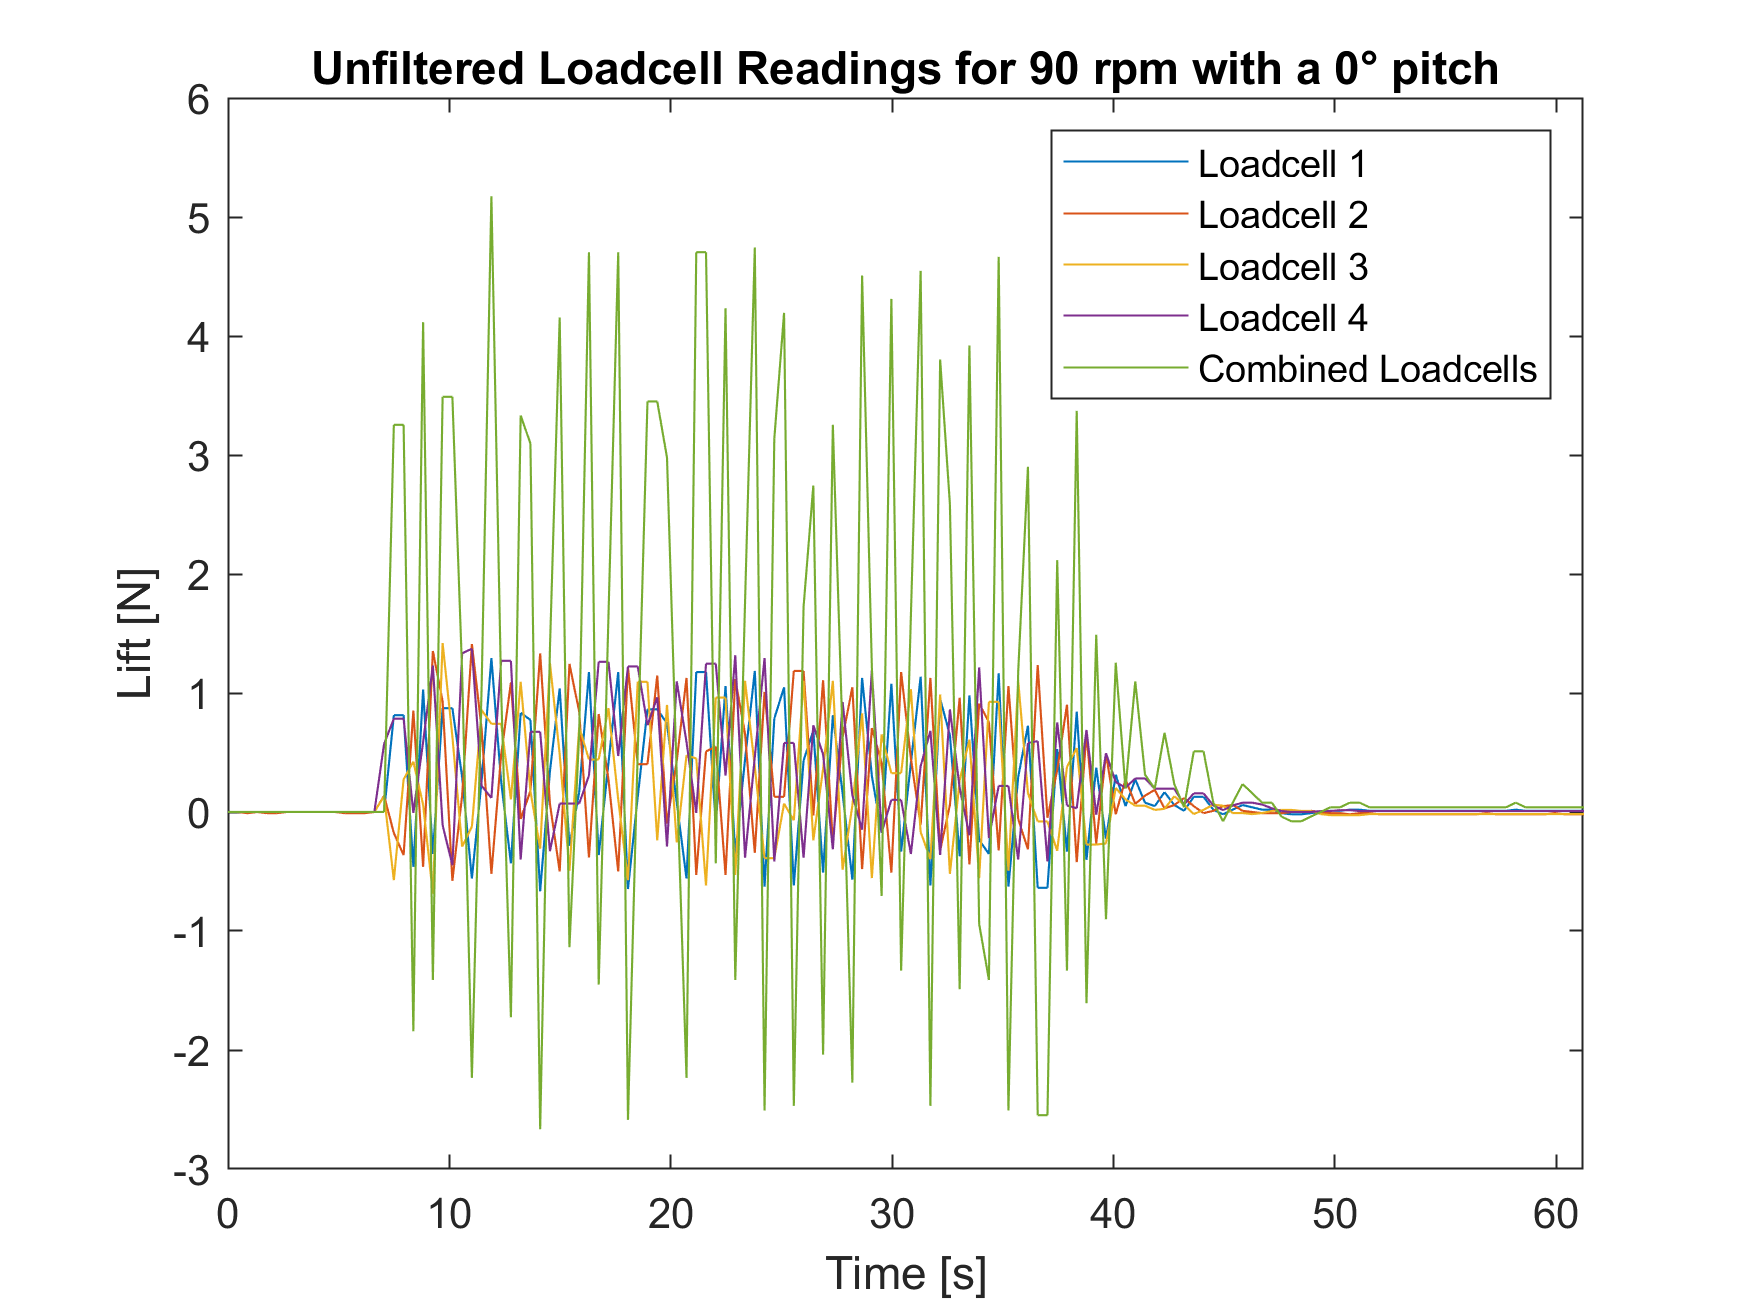 Unfiltered Loadcell Readings for 90 rpm with a 0° pitch
6
5
4
3
2
1
0
-1
-2
-3
Lift [N]
Loadcell 1
Loadcell 2
Loadcell 3
Loadcell 4
Combined Loadcells
0 10 20 30 40 50 60
Time [s]